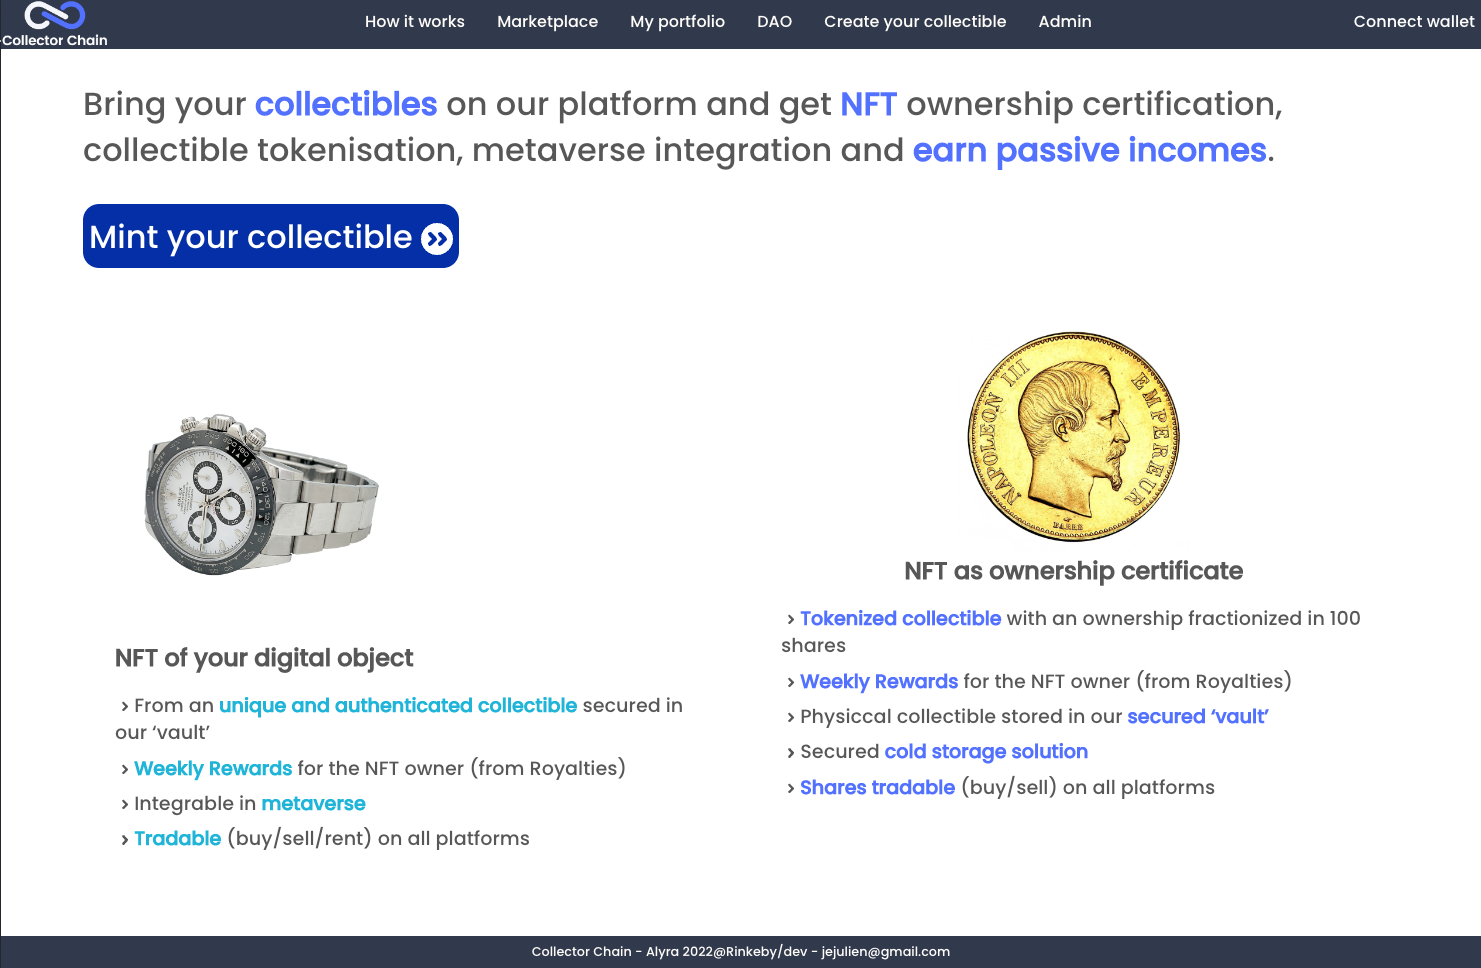 Collector Chain
How it works
Marketplace
My portfolio
DAO
Create your collectible
Admin
Connect wallet
Bring your collectibles on our platform and get NFT ownership certification,
collectible tokenisation, metaverse integration and earn passive incomes.
Mint your collectible
NFT of your digital object
› From an unique and authenticated collectible secured in
our ‘vault’
› Weekly Rewards for the NFT owner (from Royalties)
› Integrable in metaverse
› Tradable (buy/sell/rent) on all platforms
NAPOLEON III EMPEREUR
NFT as ownership certificate
› Tokenized collectible with an ownership fractionized in 100
shares
› Weekly Rewards for the NFT owner (from Royalties)
› Physiccal collectible stored in our secured ‘vault’
› Secured cold storage solution
› Shares tradable (buy/sell) on all platforms
Collector Chain - Alyra 2022@Rinkeby/dev - jejulien@gmail.com